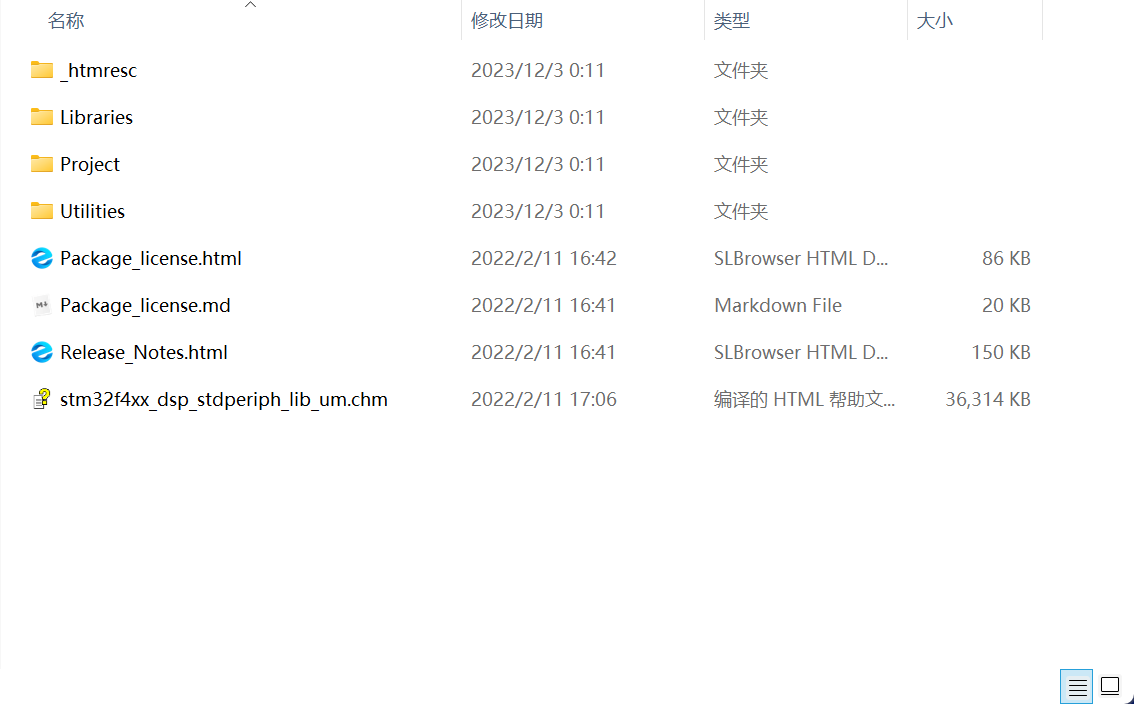 名称 修改日期 类型 大小
_htmresc 2023/12/3 0:11 文件夹
Libraries 2023/12/3 0:11 文件夹
Project 2023/12/3 0:11 文件夹
Utilities 2023/12/3 0:11 文件夹
Package_license.html 2022/2/11 16:42 SLBrowser HTML D... 86 KB
Package_license.md 2022/2/11 16:41 Markdown File 20 KB
Release_Notes.html 2022/2/11 16:41 SLBrowser HTML D... 150 KB
stm32f4xx_dsp_stdperiph_lib_um.chm 2022/2/11 17:06 编译的 HTML 帮助文... 36,314 KB